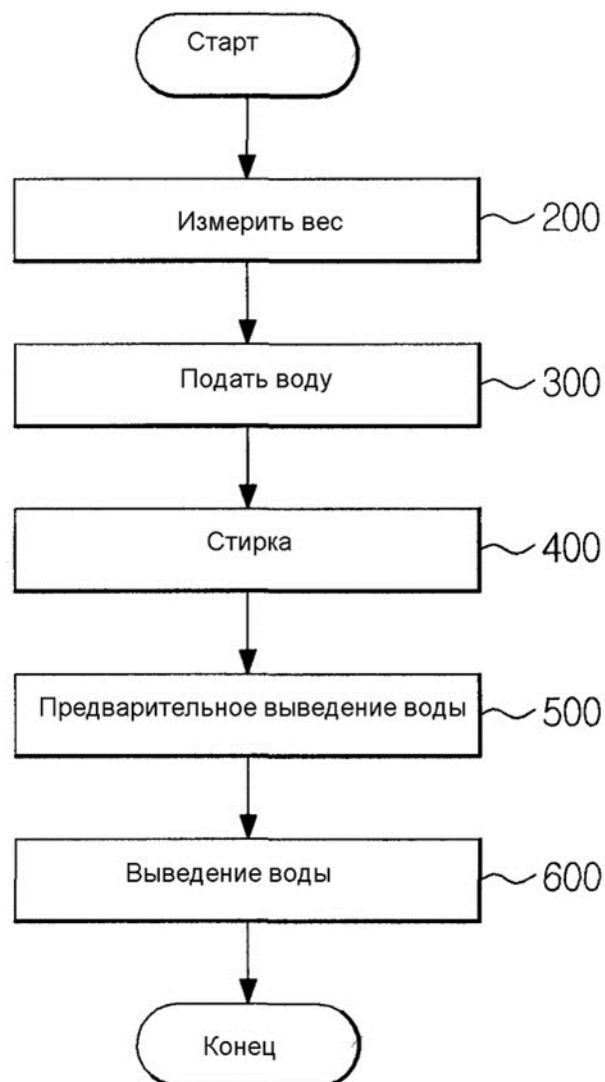 Старт
Измерить вес
200
Подать воду
300
Стирка
400
Предварительное выведение воды
500
Выведение воды
600
Конец